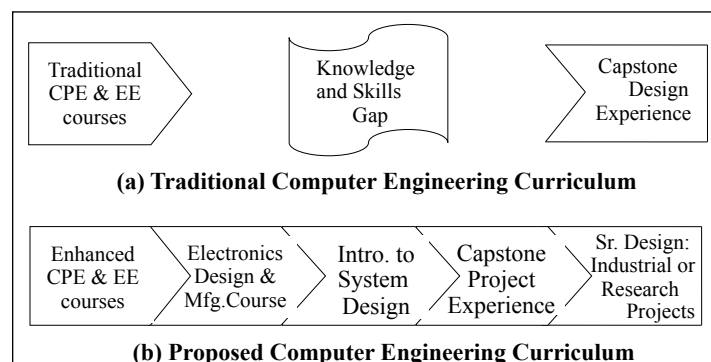 Traditional
CPE & EE
courses
Knowledge
and Skills
Gap
Capstone
Design
Experience
(a) Traditional Computer Engineering Curriculum
Enhanced
CPE & EE
courses
Electronics
Design &
Mfg.Course
Intro. to
System
Design
Capstone
Project
Experience
Sr. Design:
Industrial or
Research
Projects
(b) Proposed Computer Engineering Curriculum